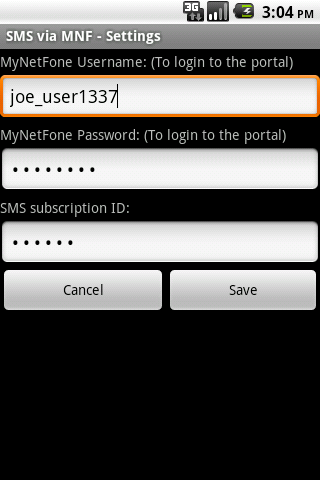 3G 3:04 PM
SMS via MNF - Settings
MyNetFone Username: (To login to the portal)
joe_user1337
MyNetFone Password: (To login to the portal)
••••••••
SMS subscription ID:
••••••
Cancel Save